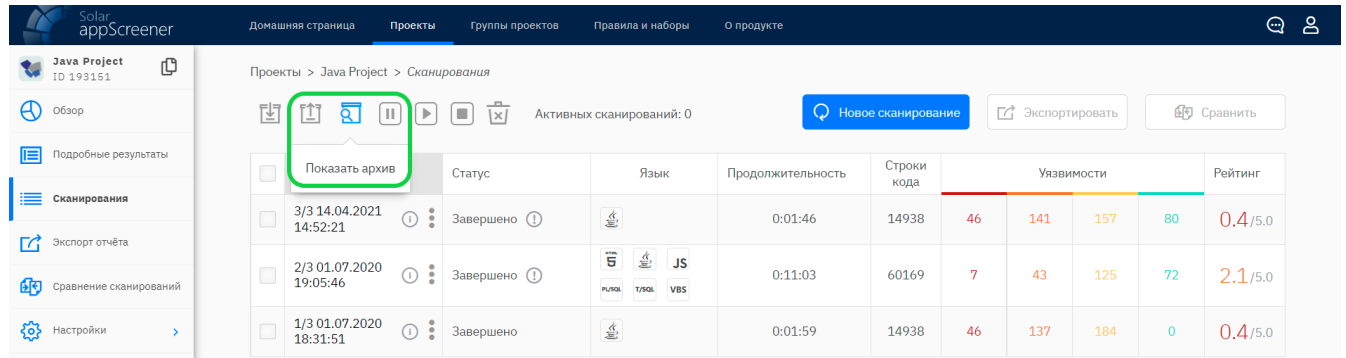 Solar
appScreener
Домашняя страница Проекты Группы проектов Правила и наборы О продукте
Java Project
ID 193151
Проекты > Java Project > Сканирования
Обзор
Активных сканирований: 0
Новое сканирование
Экспортировать
Сравнить
Показать архив
Подробные результаты
Сканирования
Экспорт отчёта
Сравнение сканирований
Настройки >
Статус Язык Продолжительность Строки кода Уязвимости Рейтинг
3/3 14.04.2021
14:52:21
Завершено 0:01:46 14938 46 141 157 80 0.4/5.0
2/3 01.07.2020
19:05:46
Завершено
HTML 5 JS
PL/SQL T/SQL VBS
0:11:03 60169 7 43 125 72 2.1/5.0
1/3 01.07.2020
18:31:51
Завершено 0:01:59 14938 46 137 184 0 0.4/5.0